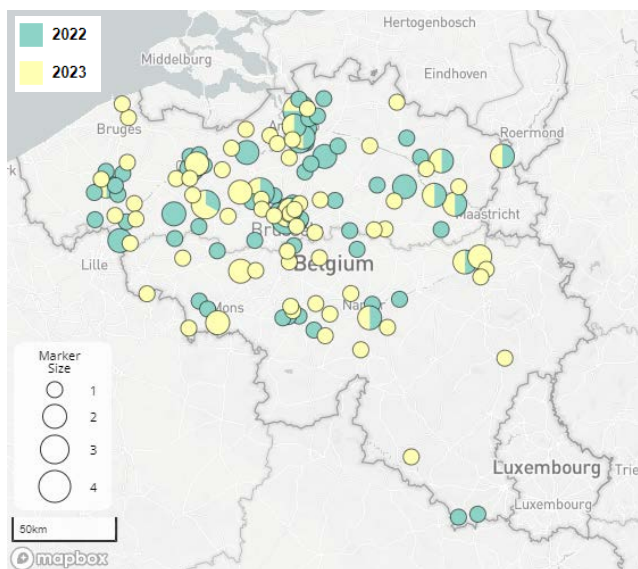 2022
2023
Hertogenbosch
Middelburg
Eindhoven
Bruges
Roermond
Maastricht
Lille
Belgium
Mons
Marker
Size
1
2
3
4
50km
mapbox
Luxembourg
Luxembourg
Trie